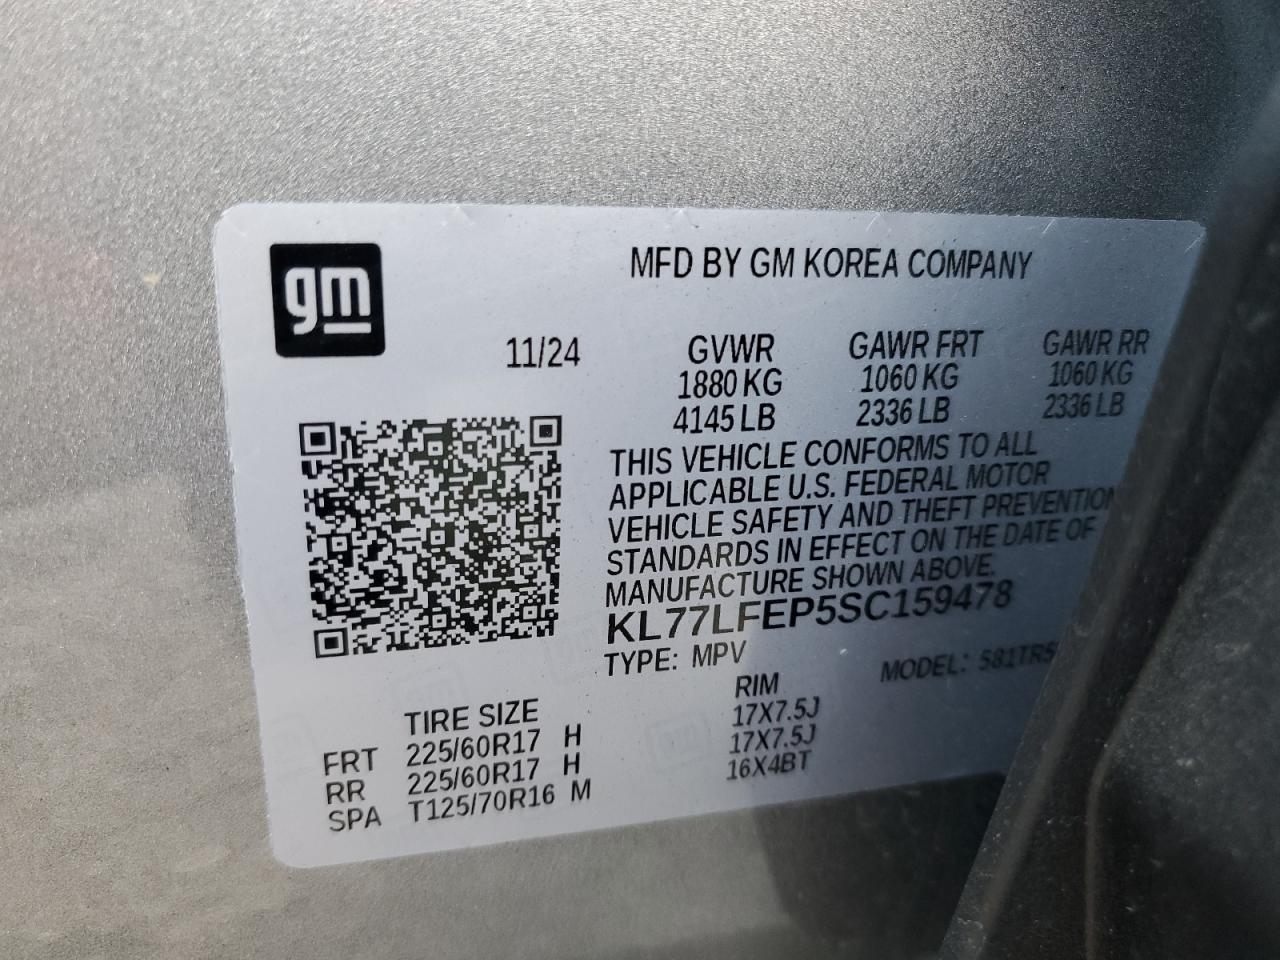 gm
MFD BY GM KOREA COMPANY
11/24 GVWR GAWR FRT GAWR RR
1880 KG 1060 KG 1060 KG
4145 LB 2336 LB 2336 LB
THIS VEHICLE CONFORMS TO ALL
APPLICABLE U.S. FEDERAL MOTOR
VEHICLE SAFETY AND THEFT PREVENTION
STANDARDS IN EFFECT ON THE DATE OF
MANUFACTURE SHOWN ABOVE.
KL77LFEP5SC159478
TYPE: MPV MODEL:
TIRE SIZE RIM
FRT 225/60R17 H 17X7.5J
RR 225/60R17 H 17X7.5J
SPA T125/70R16 M 16X4BT